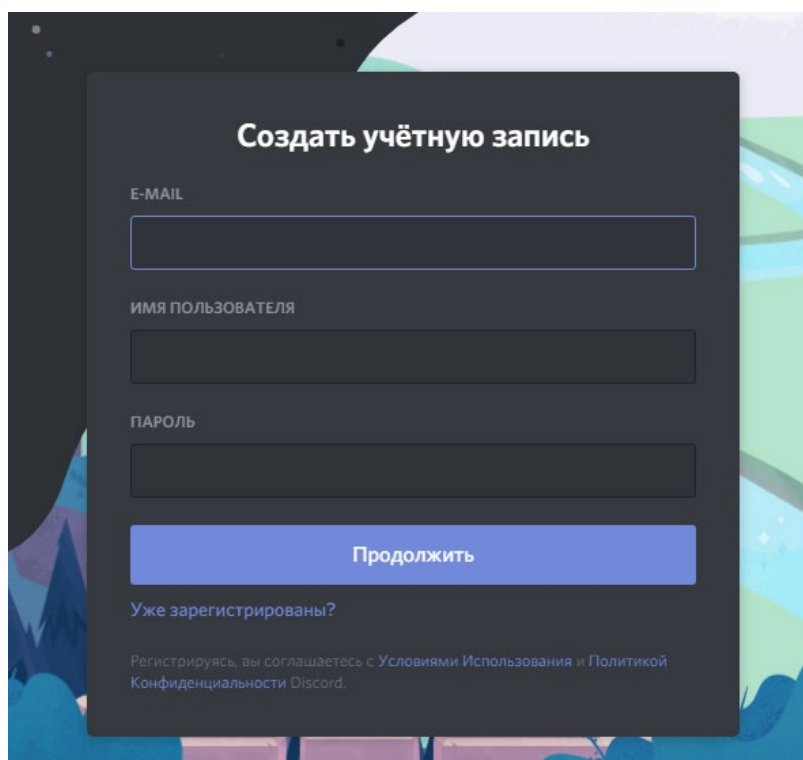 Создать учётную запись
E-MAIL
ИМЯ ПОЛЬЗОВАТЕЛЯ
ПАРОЛЬ
Продолжить
Уже зарегистрированы?
Регистрируясь, вы соглашаетесь с Условиями Использования и Политикой
Конфиденциальности Discord.